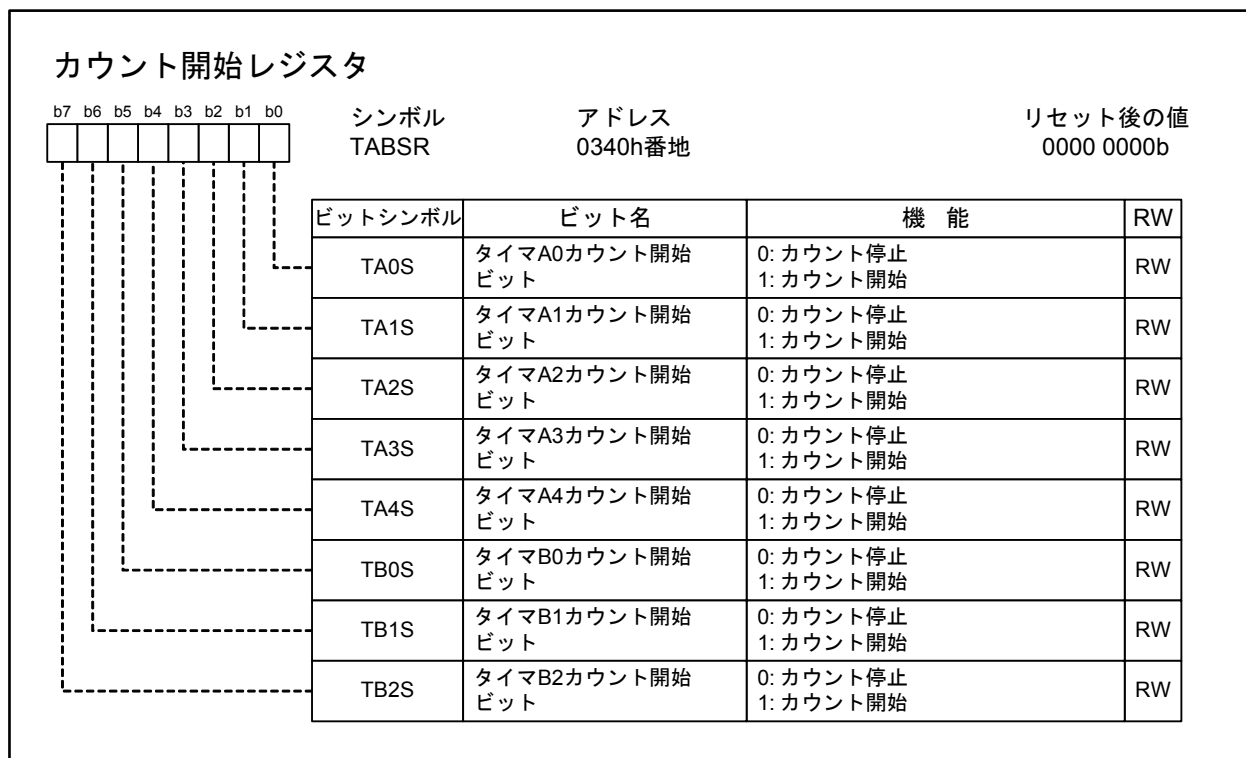 カウント開始レジスタ
b7 b6 b5 b4 b3 b2 b1 b0
シンボル アドレス リセット後の値
TABSR 0340h番地 0000 0000b
ビットシンボル ビット名 機 能 RW
TA0S タイマA0カウント開始 ビット 0: カウント停止 1: カウント開始 RW
TA1S タイマA1カウント開始 ビット 0: カウント停止 1: カウント開始 RW
TA2S タイマA2カウント開始 ビット 0: カウント停止 1: カウント開始 RW
TA3S タイマA3カウント開始 ビット 0: カウント停止 1: カウント開始 RW
TA4S タイマA4カウント開始 ビット 0: カウント停止 1: カウント開始 RW
TB0S タイマB0カウント開始 ビット 0: カウント停止 1: カウント開始 RW
TB1S タイマB1カウント開始 ビット 0: カウント停止 1: カウント開始 RW
TB2S タイマB2カウント開始 ビット 0: カウント停止 1: カウント開始 RW